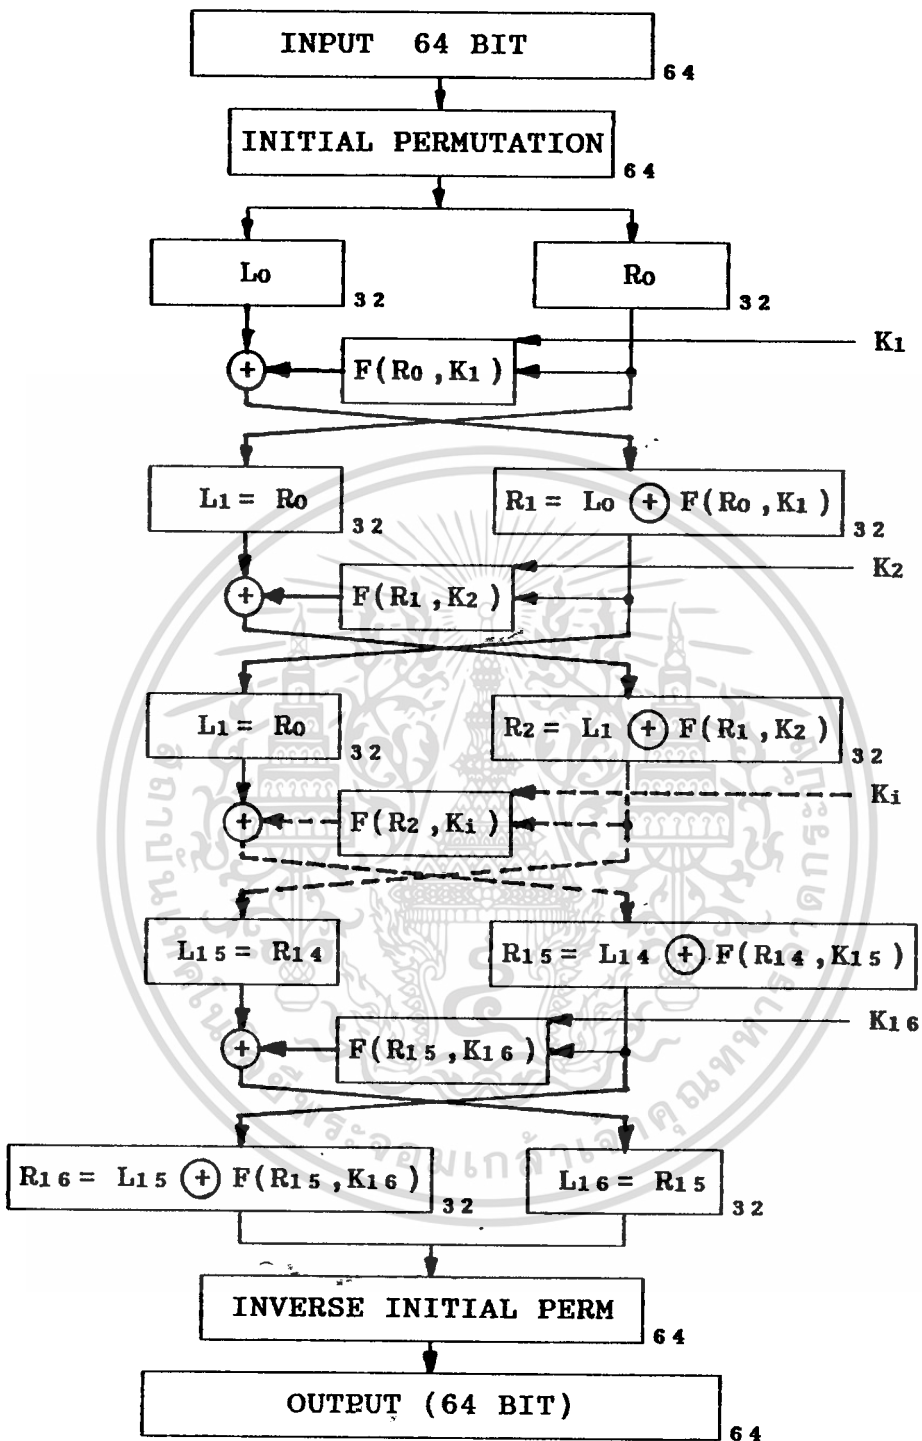 INPUT 64 BIT
64
INITIAL PERMUTATION
64
L0 R0
32 32
K1
+ F(R0,K1)
L1= R0 R1= L0 + F(R0,K1)
32 32
K2
+ F(R1,K2)
L1= R0 R2= L1 + F(R1,K2)
32 32
Ki
+ F(R2,Ki)
L15= R14 R15= L14 + F(R14,K15)
K16
+ F(R15,K16)
R16= L15 + F(R15,K16) L16= R15
32 32
INVERSE INITIAL PERM
64
OUTPUT (64 BIT)
64